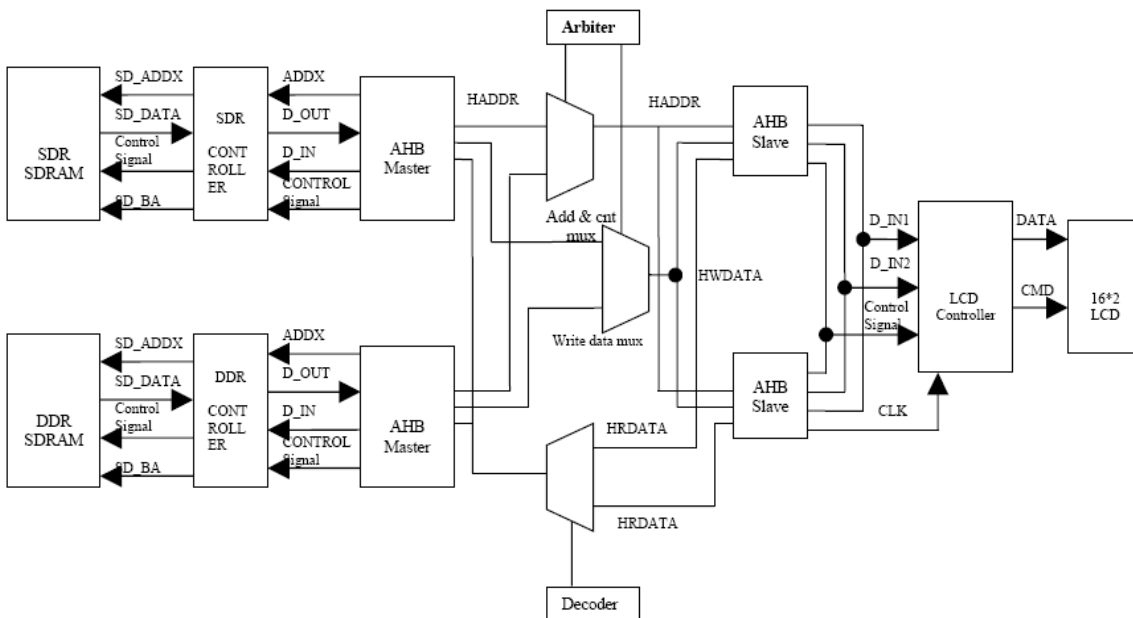 Arbiter
SD_ADDX
SD_DATA
Control
Signal
SD_BA
SDR
SDRAM
SDR
CONT
ROLL
ER
ADDX
D_OUT
D_IN
CONTROL
Signal
AHB
Master
HADDR
HADDR
Add & cnt
mux
AHB
Slave
HWDATA
Write data mux
D_IN1
D_IN2
Control
Signal
LCD
Controller
DATA
CMD
16*2
LCD
SD_ADDX
SD_DATA
Control
Signal
SD_BA
DDR
SDRAM
DDR
CONT
ROLL
ER
ADDX
D_OUT
D_IN
CONTROL
Signal
AHB
Master
AHB
Slave
CLK
HRDATA
HRDATA
Decoder